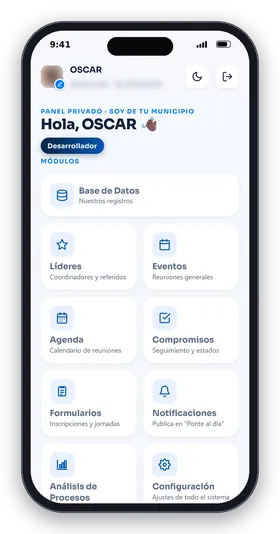 9:41
OSCAR
PANEL PRIVADO · SOY DE TU MUNICIPIO
Hola, OSCAR 👋🏾
Desarrollador
MÓDULOS
Base de Datos
Nuestros registros
Líderes
Coordinadores y referidos
Eventos
Reuniones generales
Agenda
Calendario de reuniones
Compromisos
Seguimiento y estados
Formularios
Inscripciones y jornadas
Notificaciones
Publica en "Ponte al día"
Análisis de
Procesos
Configuración
Ajustes de todo el sistema